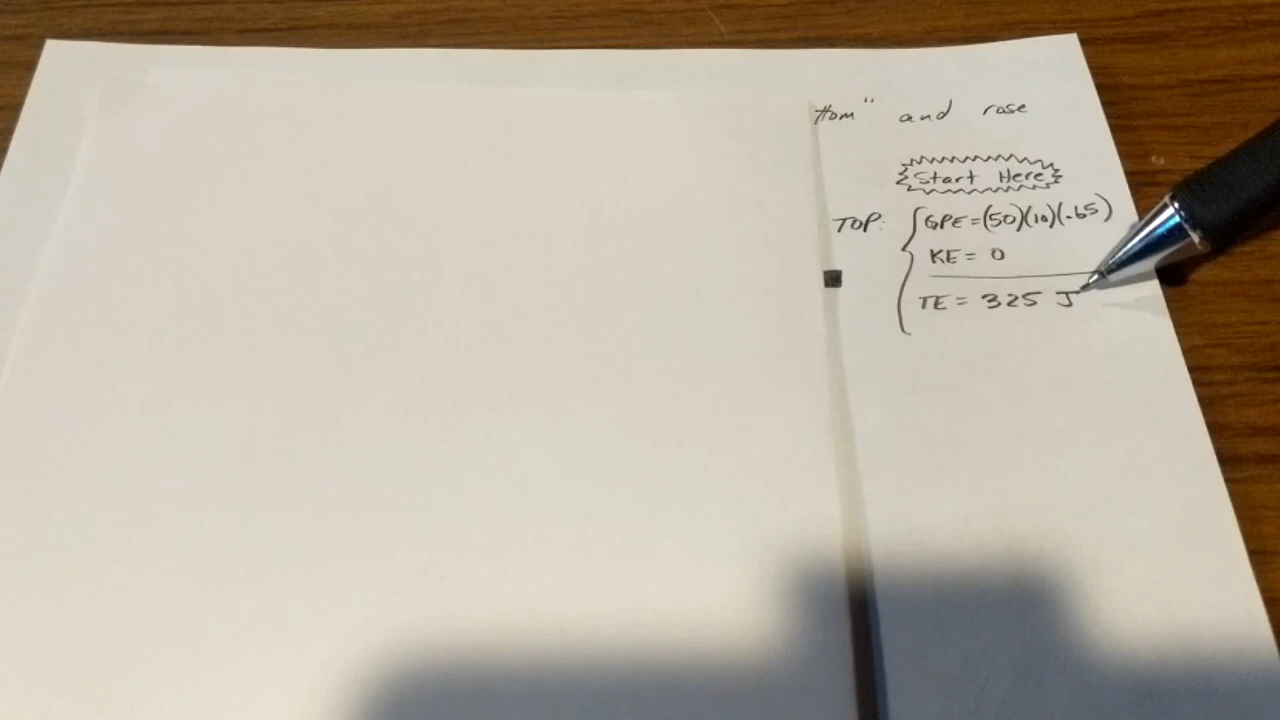 ttom" and rose
Start Here
TOP: GPE=(50)(10)(.65)
KE = 0
TE = 325 J